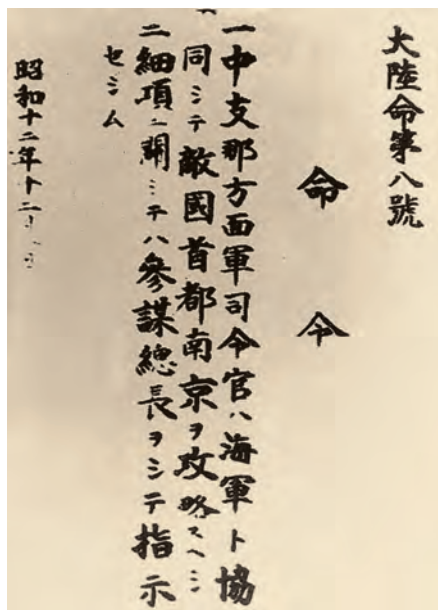 大陸命第八號
命令
一中支那方面軍司令官ハ海軍ト協
同シテ敵國首都南京ヲ攻略スヘシ
二細項ニ關シテハ參謀總長ヲシテ指示
セシム
昭和十二年十二